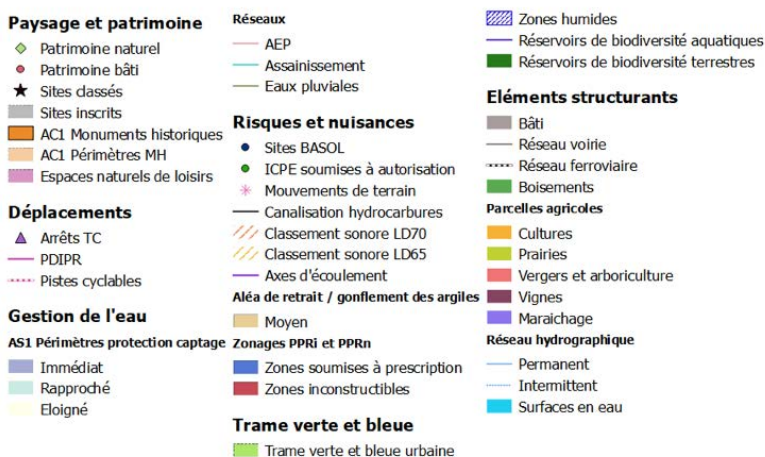 Paysage et patrimoine
Patrimoine naturel
Patrimoine bâti
Sites classés
Sites inscrits
AC1 Monuments historiques
AC1 Périmètres MH
Espaces naturels de loisirs
Déplacements
Arrêts TC
PDIPR
Pistes cyclables
Gestion de l'eau
AS1 Périmètres protection captage
Immédiat
Rapproché
Eloigné
Réseaux
AEP
Assainissement
Eaux pluviales
Risques et nuisances
Sites BASOL
ICPE soumises à autorisation
Mouvements de terrain
Canalisation hydrocarbures
Classement sonore LD70
Classement sonore LD65
Axes d'écoulement
Aléa de retrait / gonflement des argiles
Moyen
Zonages PPRi et PPRn
Zones soumises à prescription
Zones inconstructibles
Trame verte et bleue
Trame verte et bleue urbaine
Zones humides
Réservoirs de biodiversité aquatiques
Réservoirs de biodiversité terrestres
Eléments structurants
Bâti
Réseau voirie
Réseau ferroviaire
Boisements
Parcelles agricoles
Cultures
Prairies
Vergers et arboriculture
Vignes
Maraichage
Réseau hydrographique
Permanent
Intermittent
Surfaces en eau